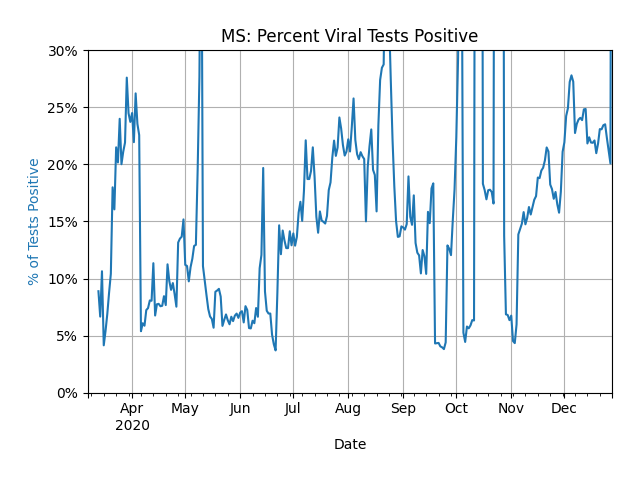 MS: Percent Viral Tests Positive
30%
25%
20%
15%
10%
5%
0%
% of Tests Positive
Apr May Jun Jul Aug Sep Oct Nov Dec
2020
Date